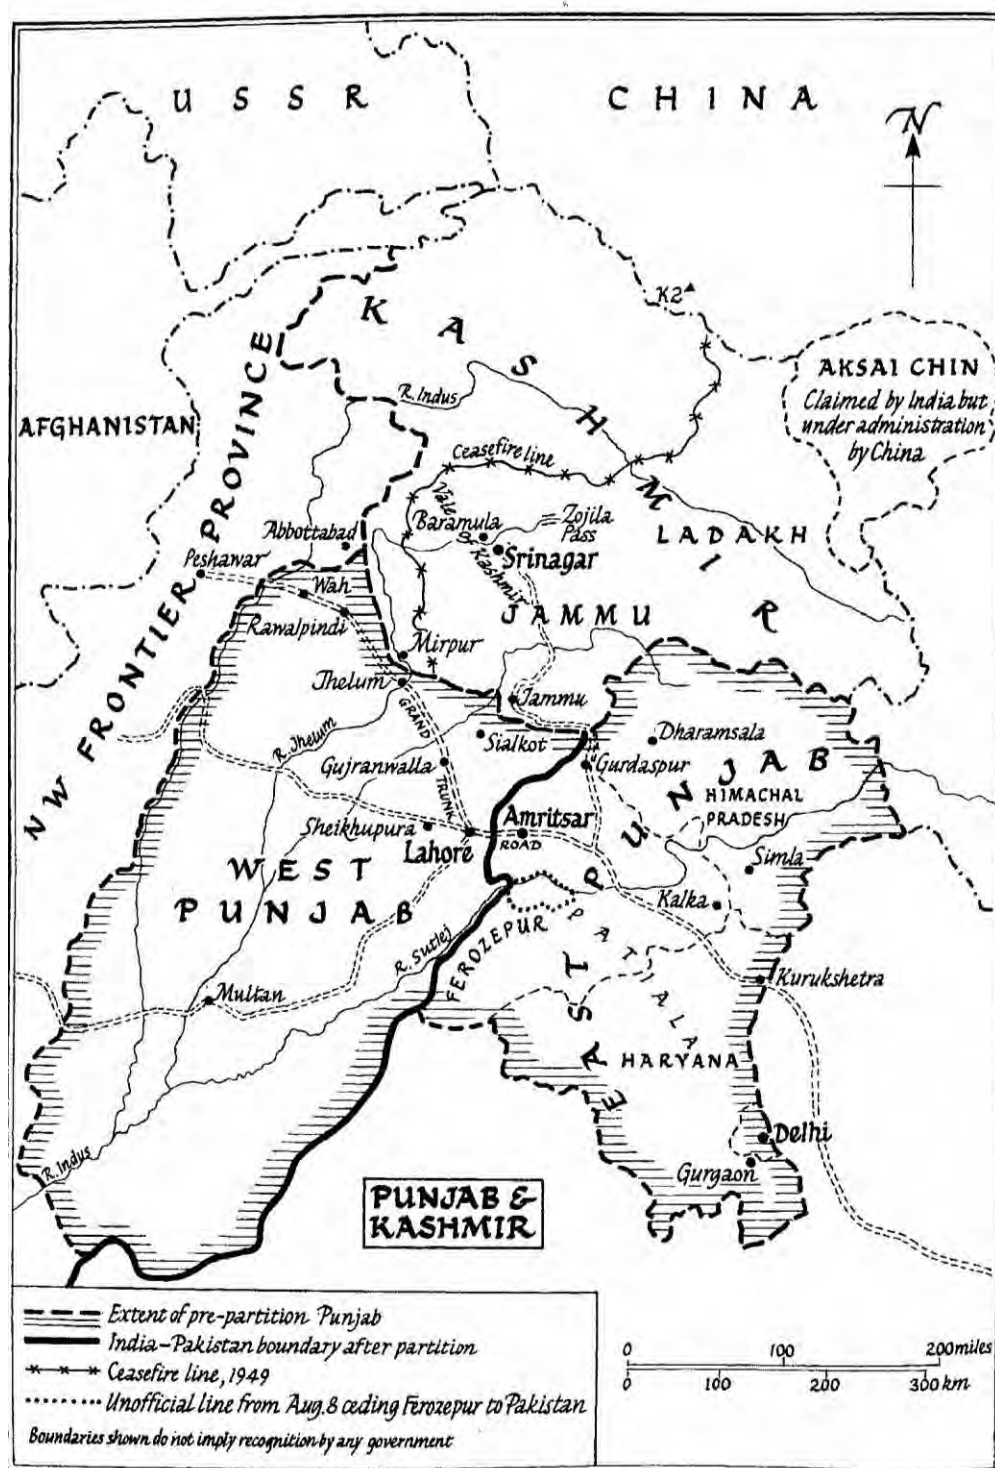 USSR
CHINA
N
K2
KASHMIR
AKSAI CHIN
Claimed by India but
under administration
by China
NW FRONTIER PROVINCE
AFGHANISTAN
R. Indus
Ceasefire line
Vale of Kashmir
Baramula
Zojila
Pass
Srinagar
LADAKH
Abbottabad
Peshawar
Wah
Rawalpindi
JAMMU
Mirpur
Jhelum
Jammu
GRAND TRUNK ROAD
R. Jhelum
Sialkot
Dharamsala
Gujranwalla
Gurdaspur
EAST PUNJAB
HIMACHAL
PRADESH
Sheikhupura
Lahore
Amritsar
Simla
WEST
PUNJAB
Kalka
R. Sutlej
FEROZEPUR
PATIALA
Kurukshetra
Multan
HARYANA
Delhi
Gurgaon
R. Indus
PUNJAB &
KASHMIR
Extent of pre-partition Punjab
India-Pakistan boundary after partition
Ceasefire line, 1949
Unofficial line from Aug. 8 ceding Ferozepur to Pakistan
Boundaries shown do not imply recognition by any government
0 100 200 miles
0 100 200 300 km